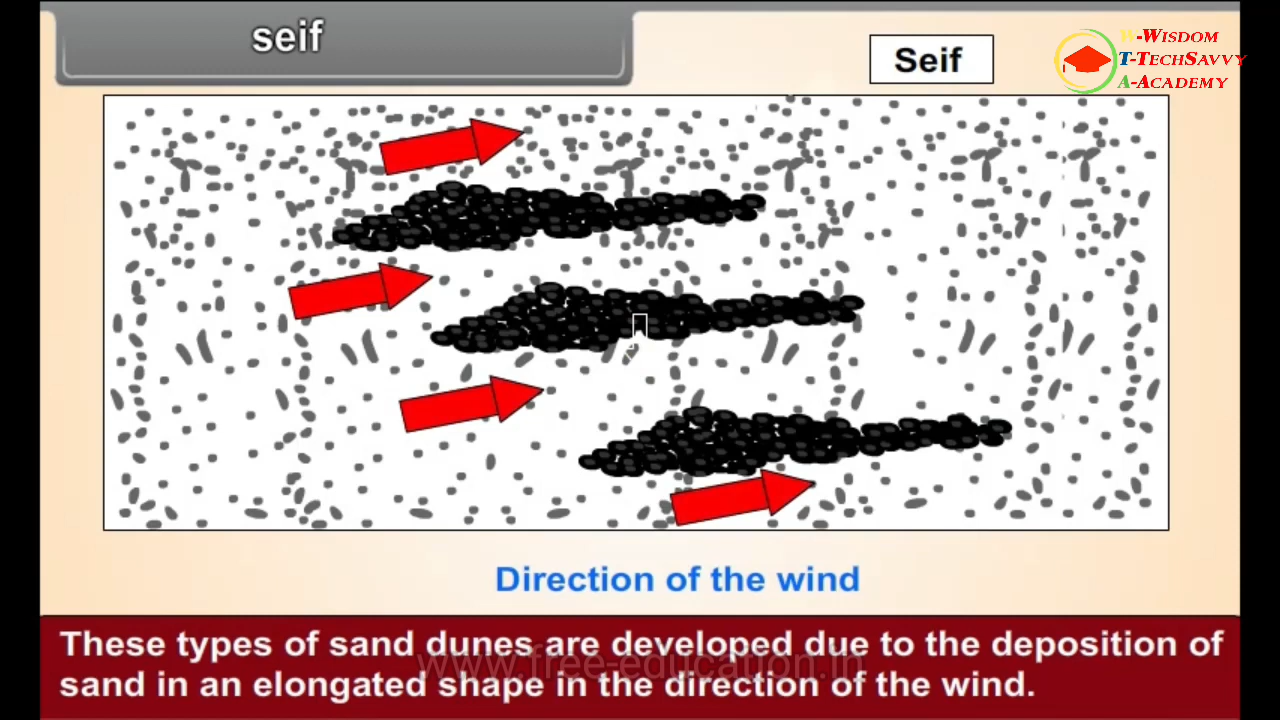 seif
Seif
W-Wisdom
T-TechSavvy
A-Academy
Direction of the wind
These types of sand dunes are developed due to the deposition of
sand in an elongated shape in the direction of the wind.
www.free-education.in